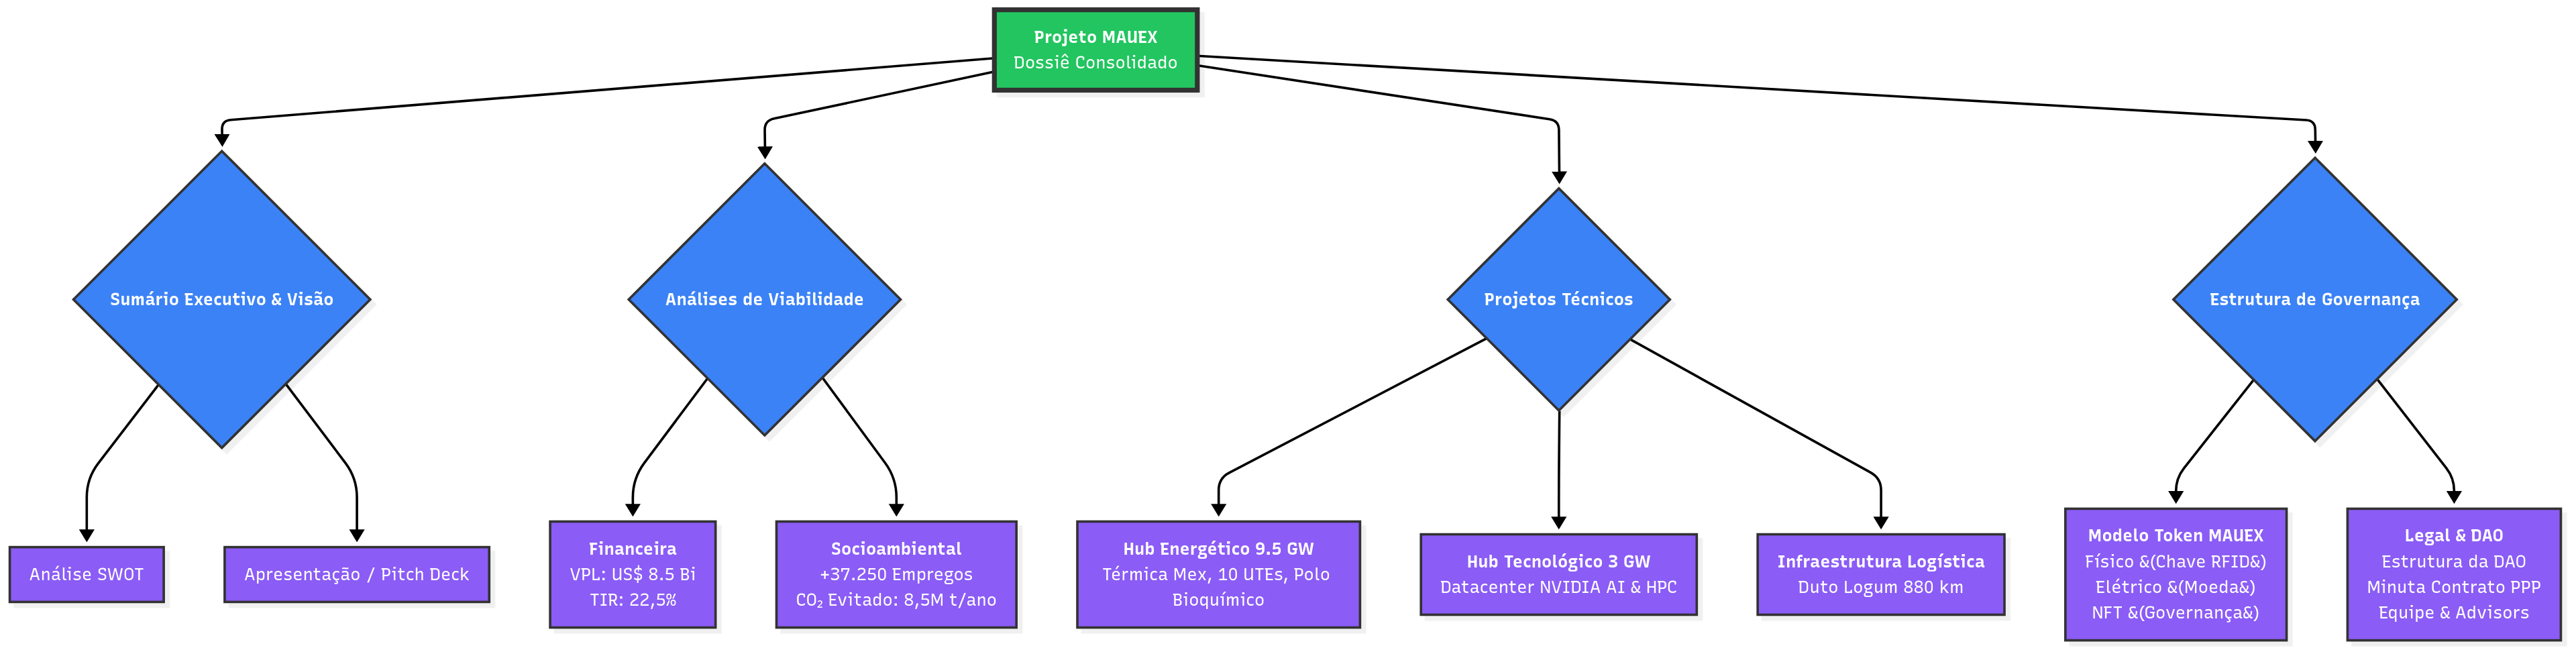 Projeto MAUEX
Dossiê Consolidado
Sumário Executivo & Visão
Análises de Viabilidade
Projetos Técnicos
Estrutura de Governança
Análise SWOT
Apresentação / Pitch Deck
Financeira
VPL: US$ 8.5 Bi
TIR: 22,5%
Socioambiental
+37.250 Empregos
CO₂ Evitado: 8,5M t/ano
Hub Energético 9.5 GW
Térmica Mex, 10 UTEs, Polo
Bioquímico
Hub Tecnológico 3 GW
Datacenter NVIDIA AI & HPC
Infraestrutura Logística
Duto Logum 880 km
Modelo Token MAUEX
Físico &(Chave RFID&)
Elétrico &(Moeda&)
NFT &(Governança&)
Legal & DAO
Estrutura da DAO
Minuta Contrato PPP
Equipe & Advisors